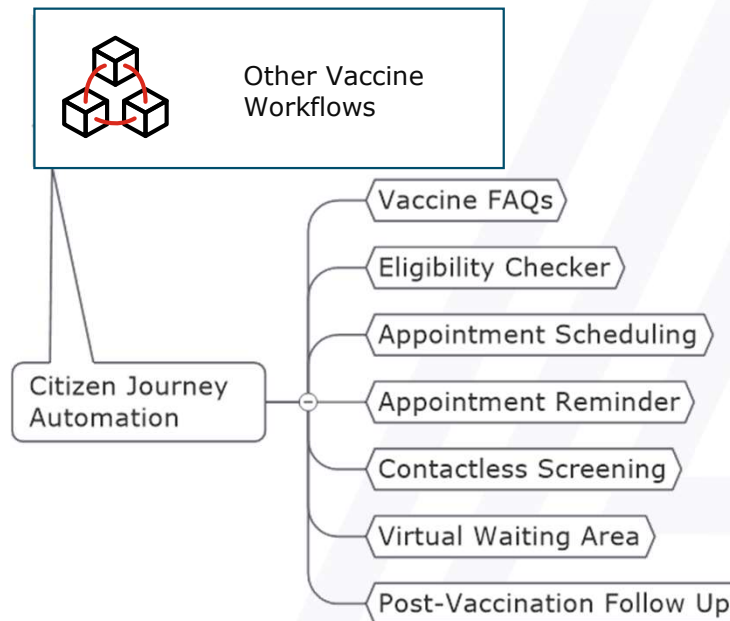 Other Vaccine
Workflows
Vaccine FAQs
Eligibility Checker
Appointment Scheduling
Citizen Journey
Automation
Appointment Reminder
Contactless Screening
Virtual Waiting Area
Post-Vaccination Follow Up